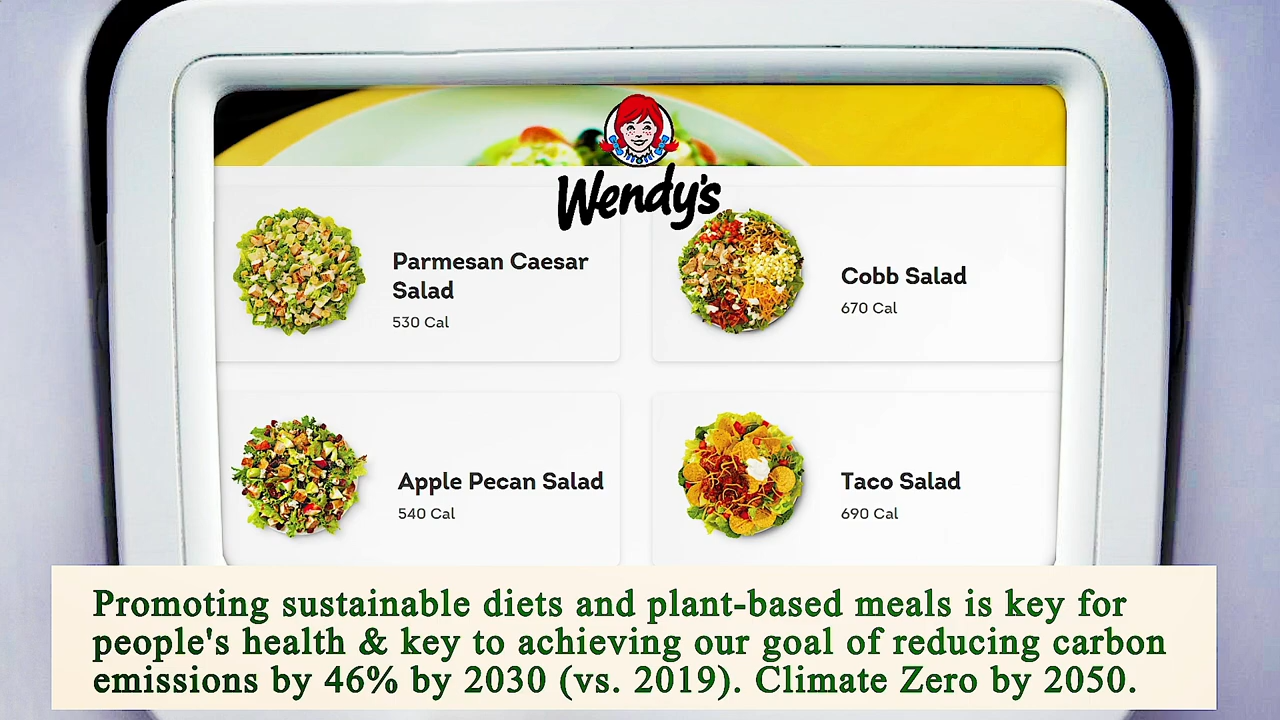 Wendy's
Parmesan Caesar
Salad
530 Cal
Cobb Salad
670 Cal
Apple Pecan Salad
540 Cal
Taco Salad
690 Cal
Promoting sustainable diets and plant-based meals is key for
people's health & key to achieving our goal of reducing carbon
emissions by 46% by 2030 (vs. 2019). Climate Zero by 2050.